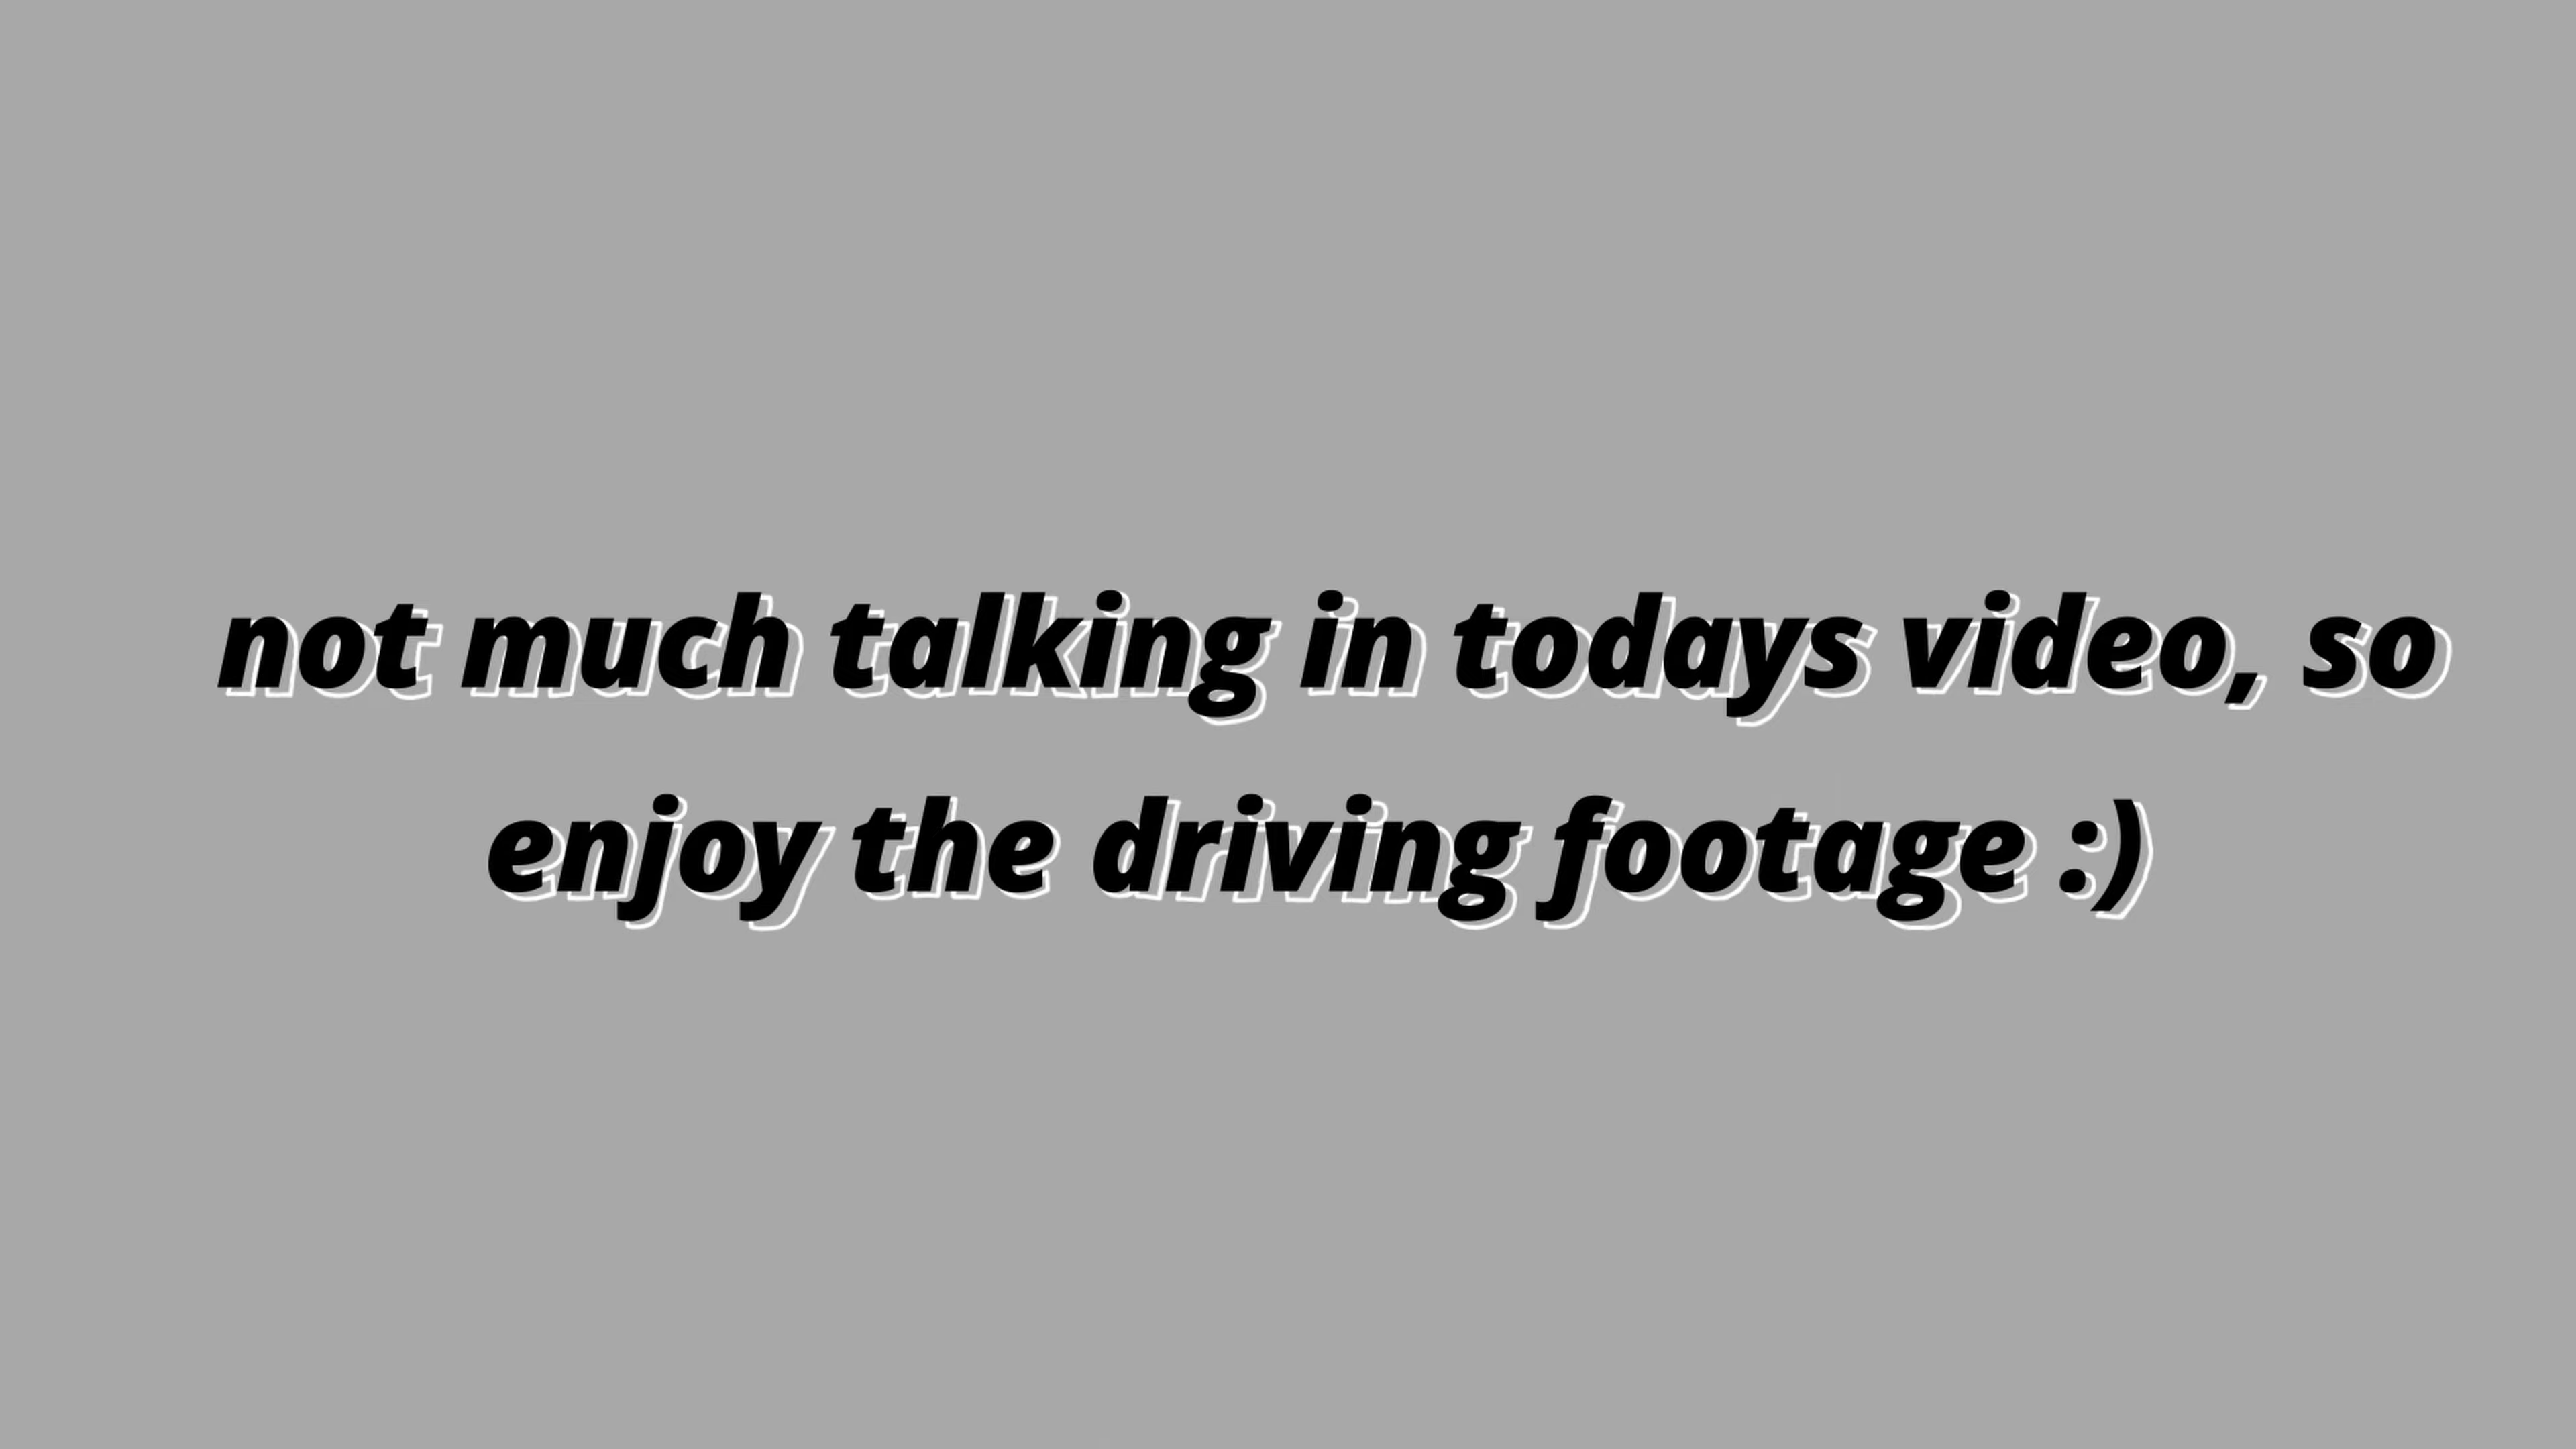 not much talking in todays video, so
enjoy the driving footage :)